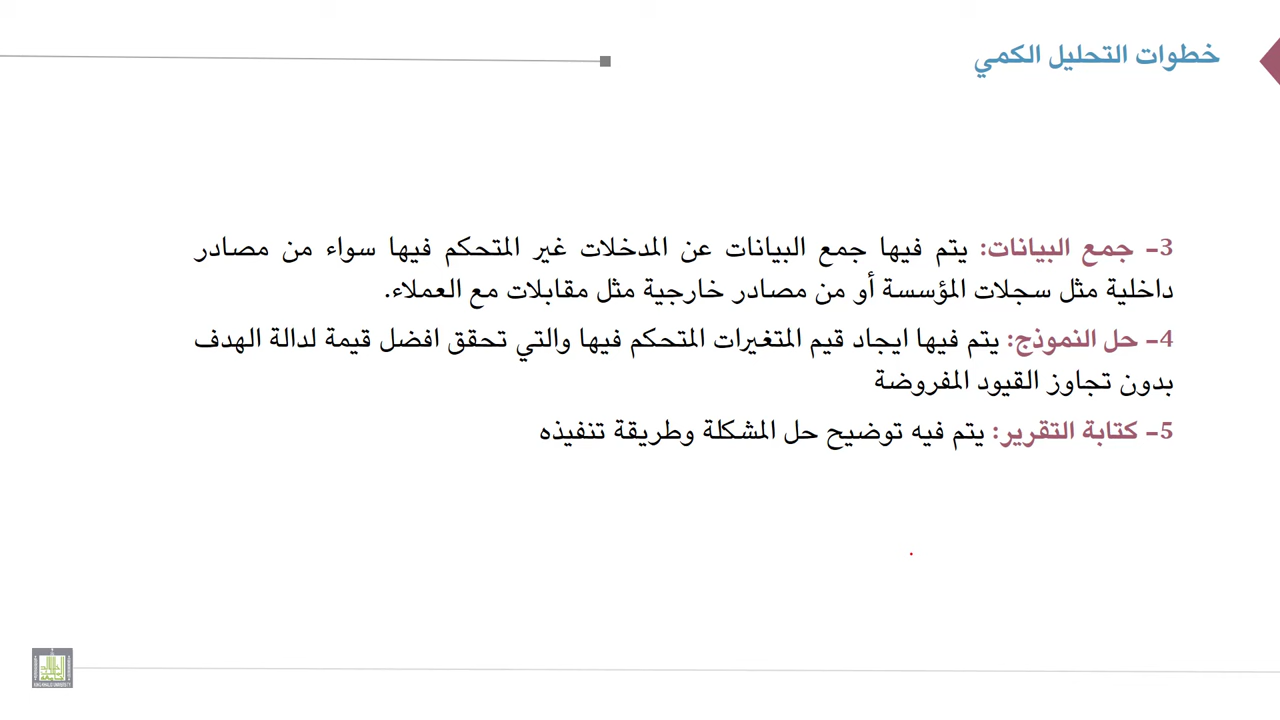 خطوات التحليل الكمي
3- جمع البيانات: يتم فيها جمع البيانات عن المدخلات غير المتحكم فيها سواء من مصادر
داخلية مثل سجلات المؤسسة أو من مصادر خارجية مثل مقابلات مع العملاء.
4- حل النموذج: يتم فيها ايجاد قيم المتغيرات المتحكم فيها والتي تحقق افضل قيمة لدالة الهدف
بدون تجاوز القيود المفروضة
5- كتابة التقرير: يتم فيه توضيح حل المشكلة وطريقة تنفيذه